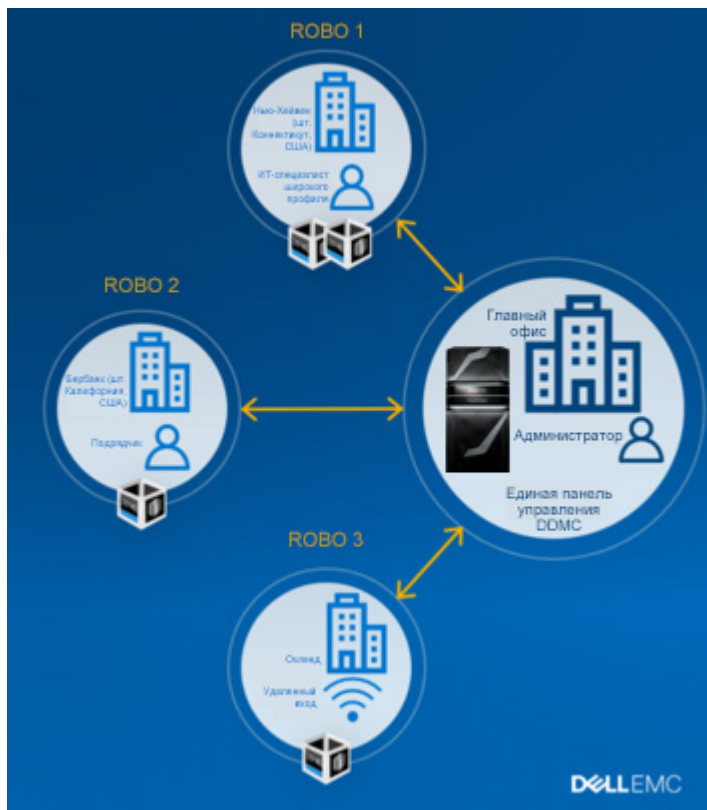 ROBO 1
Нью-Хейвен
(шт.
Коннектикут,
США)
ИТ-специалист
широкого
профиля
ROBO 2
Бербанк (шт.
Калифорния,
США)
Подрядчик
Главный
офис
Администратор
Единая панель
управления
DDMC
ROBO 3
Окленд
Удаленный
вход
DELLEMC